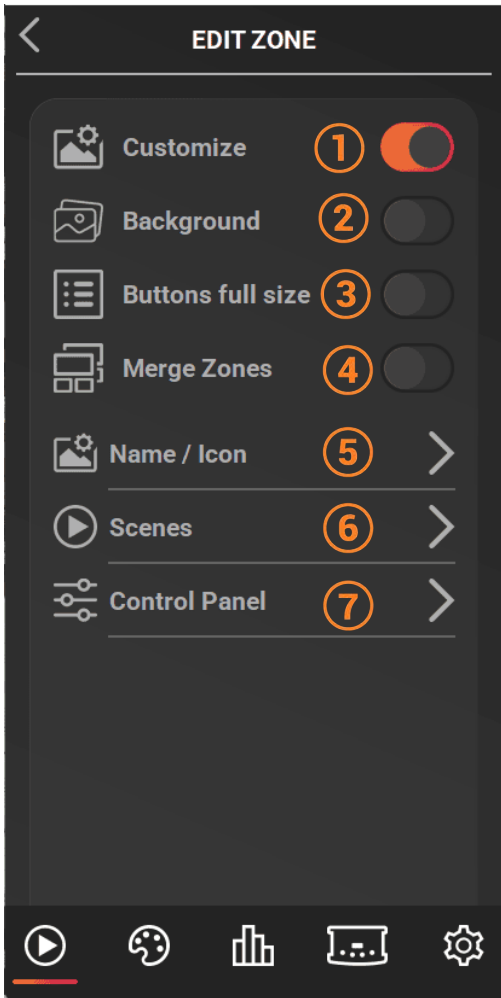 EDIT ZONE
Customize 1
Background 2
Buttons full size 3
Merge Zones 4
Name / Icon 5
Scenes 6
Control Panel 7